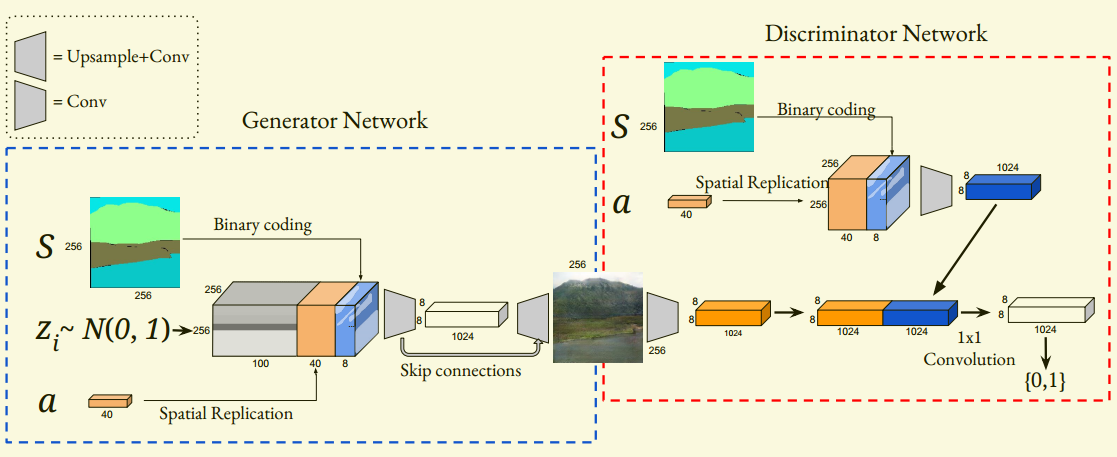 = Upsample+Conv
= Conv
Generator Network
S
256
256
Binary coding
z_i ~ N(0, 1)
256
256
100
40
8
a
40
Spatial Replication
8
8
1024
Skip connections
256
Discriminator Network
S
256
Binary coding
a
40
Spatial Replication
256
256
40
8
8
8
1024
256
8
8
1024
8
8
1024
1024
1x1
Convolution
8
8
1024
{0,1}